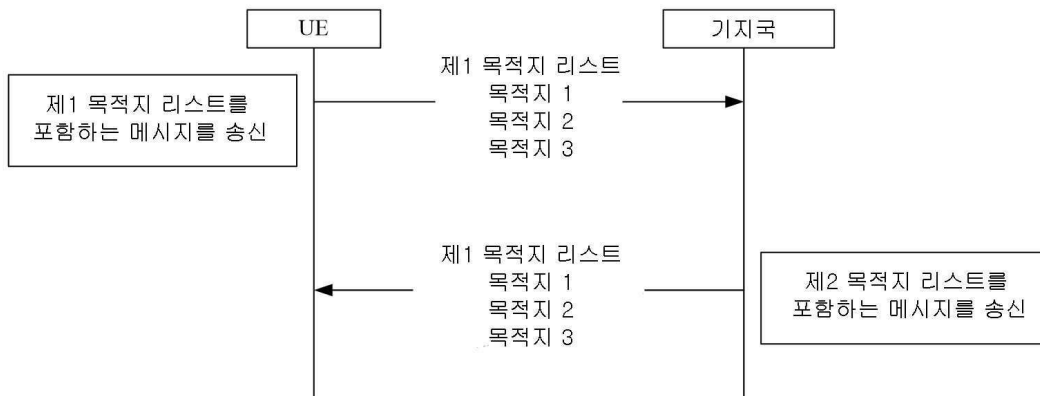 UE
기지국
제1 목적지 리스트를
포함하는 메시지를 송신
제1 목적지 리스트
목적지 1
목적지 2
목적지 3
제1 목적지 리스트
목적지 1
목적지 2
목적지 3
제2 목적지 리스트를
포함하는 메시지를 송신